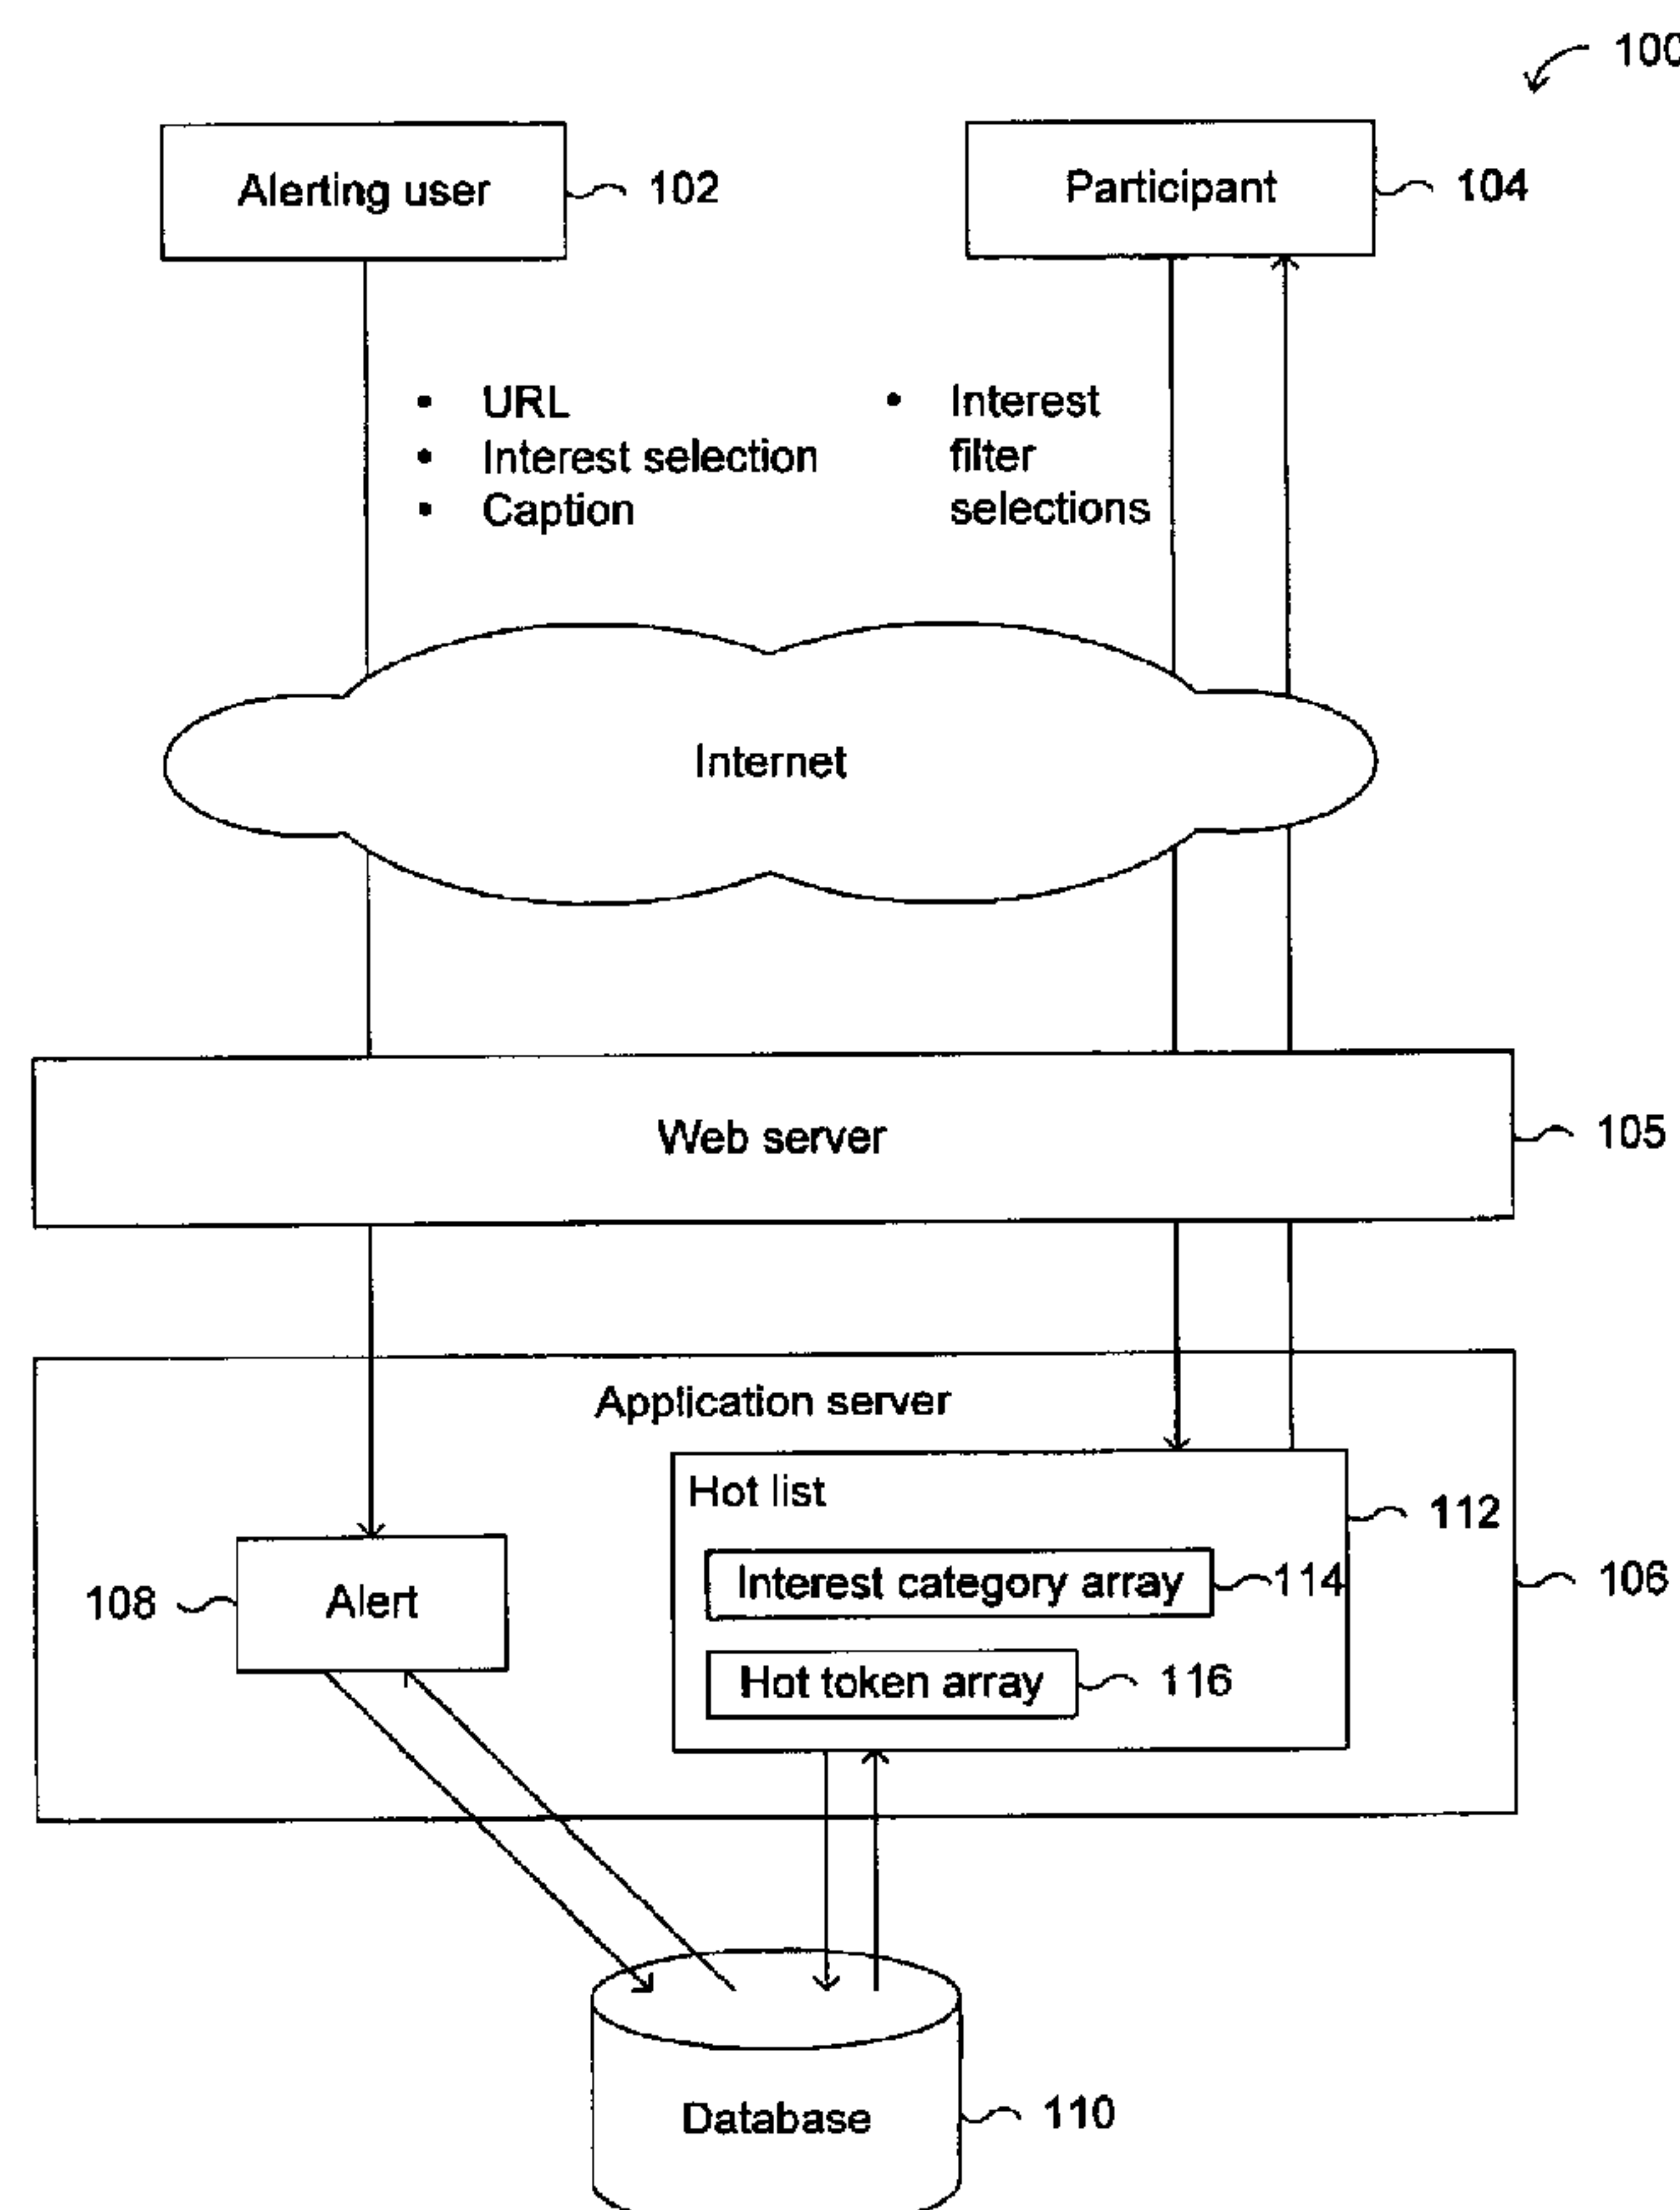 100
Alerting user
102
Participant
104
• URL
• Interest selection
• Caption
• Interest
filter
selections
Internet
Web server
105
Application server
Hot list
112
Interest category array
114
106
108
Alert
Hot token array
116
Database
110